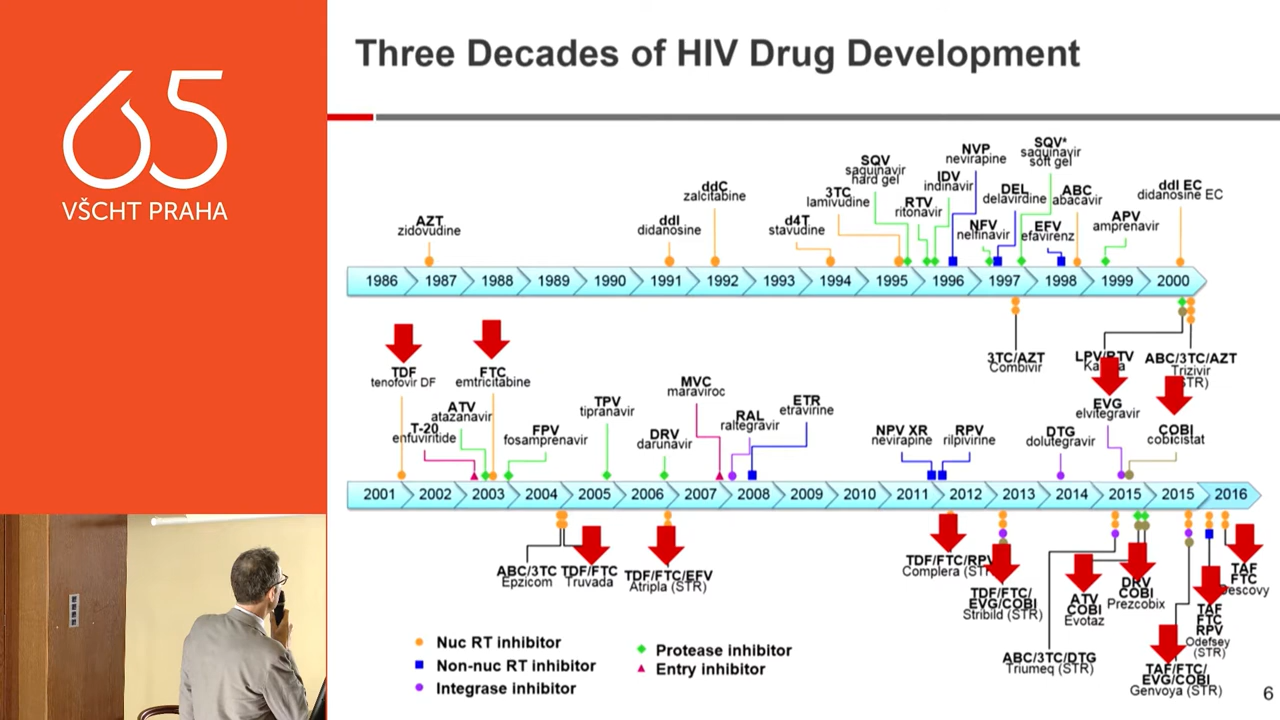 65
VŠCHT PRAHA
Three Decades of HIV Drug Development
AZT
zidovudine
ddI
didanosine
ddC
zalcitabine
d4T
stavudine
3TC
lamivudine
SQV
saquinavir
hard gel
RTV
ritonavir
IDV
indinavir
NVP
nevirapine
NFV
nelfinavir
DEL
delavirdine
SQV*
saquinavir
soft gel
EFV
efavirenz
ABC
abacavir
APV
amprenavir
ddI EC
didanosine EC
1986 1987 1988 1989 1990 1991 1992 1993 1994 1995 1996 1997 1998 1999 2000
3TC/AZT
Combivir
LPV/RTV
ABC/3TC/AZT
Trizivir
(STR)
TDF
tenofovir DF
T-20
enfuviritide
ATV
atazanavir
FTC
emtricitabine
FPV
fosamprenavir
TPV
tipranavir
DRV
darunavir
MVC
maraviroc
RAL
raltegravir
ETR
etravirine
NPV XR
nevirapine
RPV
rilpivirine
DTG
dolutegravir
EVG
elvitegravir
COBI
cobicistat
2001 2002 2003 2004 2005 2006 2007 2008 2009 2010 2011 2012 2013 2014 2015 2015 2016
ABC/3TC
Epzicom
TDF/FTC
Truvada
TDF/FTC/EFV
Atripla (STR)
TDF/FTC/RPV
Complera (STR)
TDF/FTC/
EVG/COBI
Stribild (STR)
ABC/3TC/DTG
Triumeq (STR)
ATV
COBI
Evotaz
DRV
COBI
Prezcobix
TAF/FTC/
EVG/COBI
Genvoya (STR)
TAF
FTC
RPV
Odefsey
(STR)
TAF
FTC
Descovy
Nuc RT inhibitor
Non-nuc RT inhibitor
Integrase inhibitor
Protease inhibitor
Entry inhibitor
6